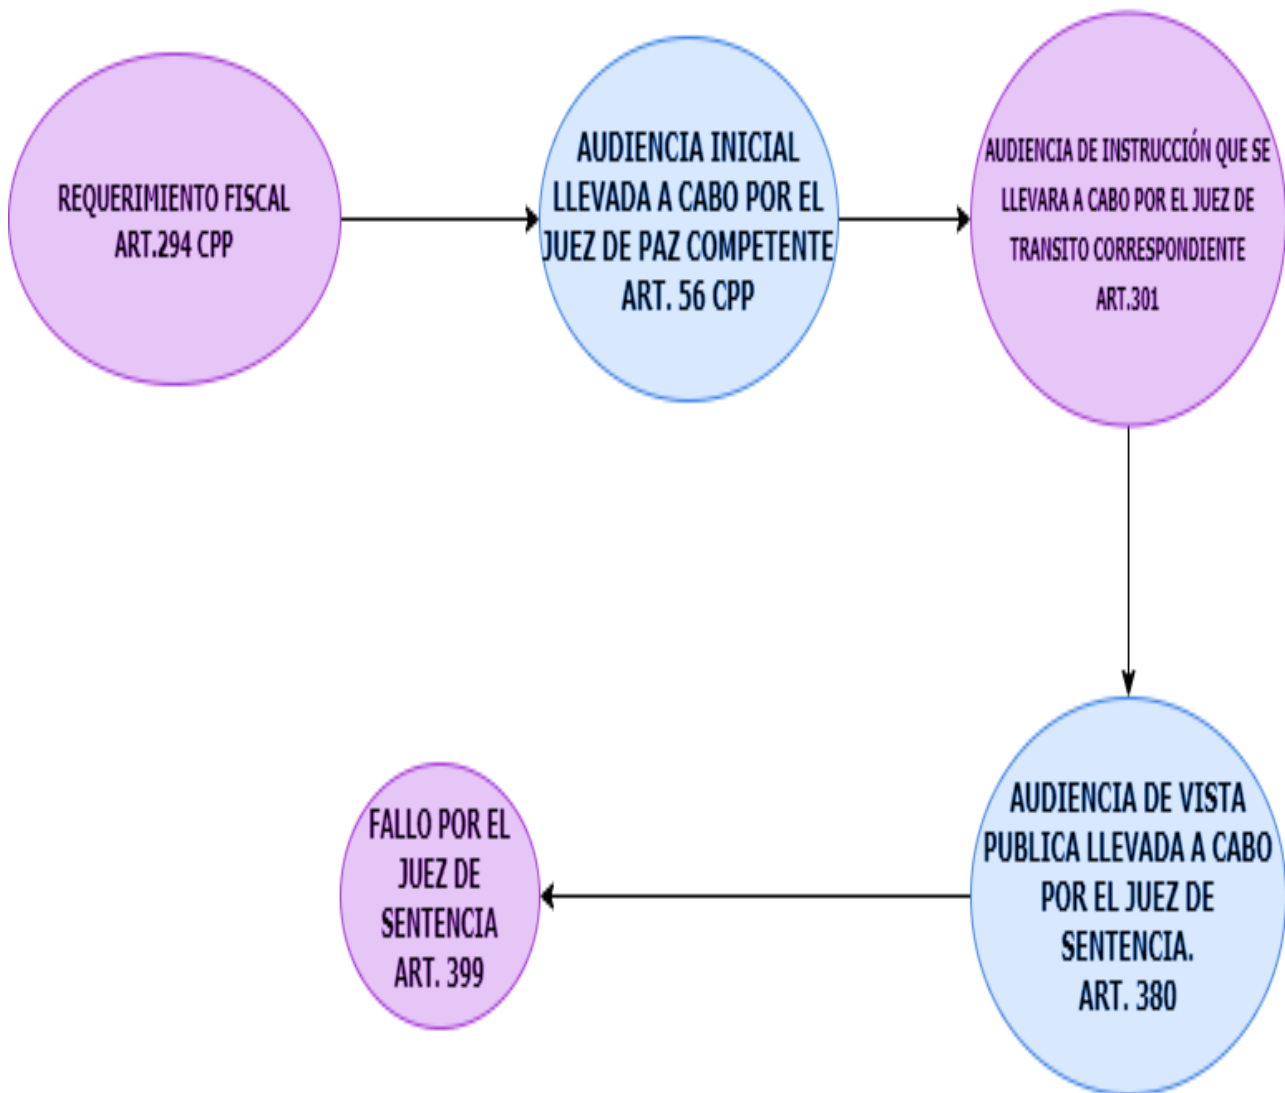 REQUERIMIENTO FISCAL
ART.294 CPP
AUDIENCIA INICIAL
LLEVADA A CABO POR EL
JUEZ DE PAZ COMPETENTE
ART. 56 CPP
AUDIENCIA DE INSTRUCCIÓN QUE SE
LLEVARA A CABO POR EL JUEZ DE
TRANSITO CORRESPONDIENTE
ART.301
AUDIENCIA DE VISTA
PUBLICA LLEVADA A CABO
POR EL JUEZ DE
SENTENCIA.
ART. 380
FALLO POR EL
JUEZ DE
SENTENCIA
ART. 399